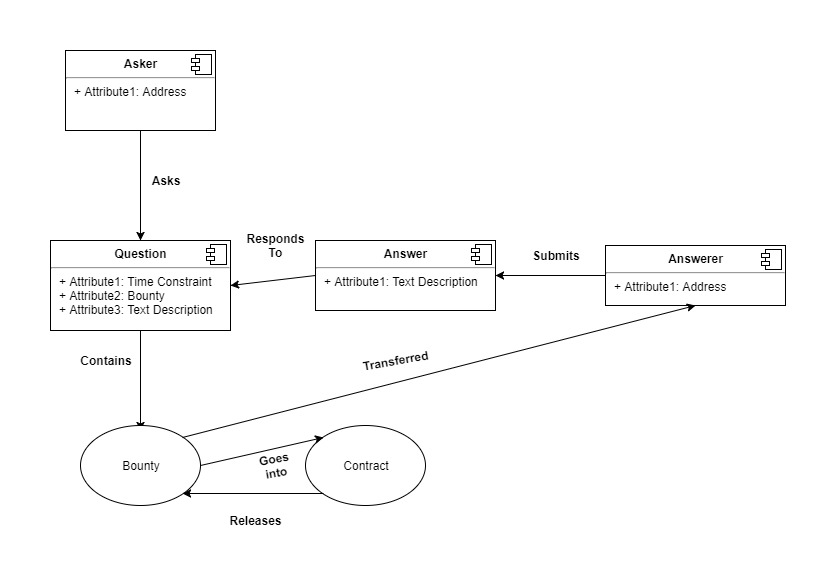 Asker
+ Attribute1: Address
Asks
Question
+ Attribute1: Time Constraint
+ Attribute2: Bounty
+ Attribute3: Text Description
Responds
To
Answer
+ Attribute1: Text Description
Submits
Answerer
+ Attribute1: Address
Contains
Transferred
Bounty
Goes
into
Contract
Releases